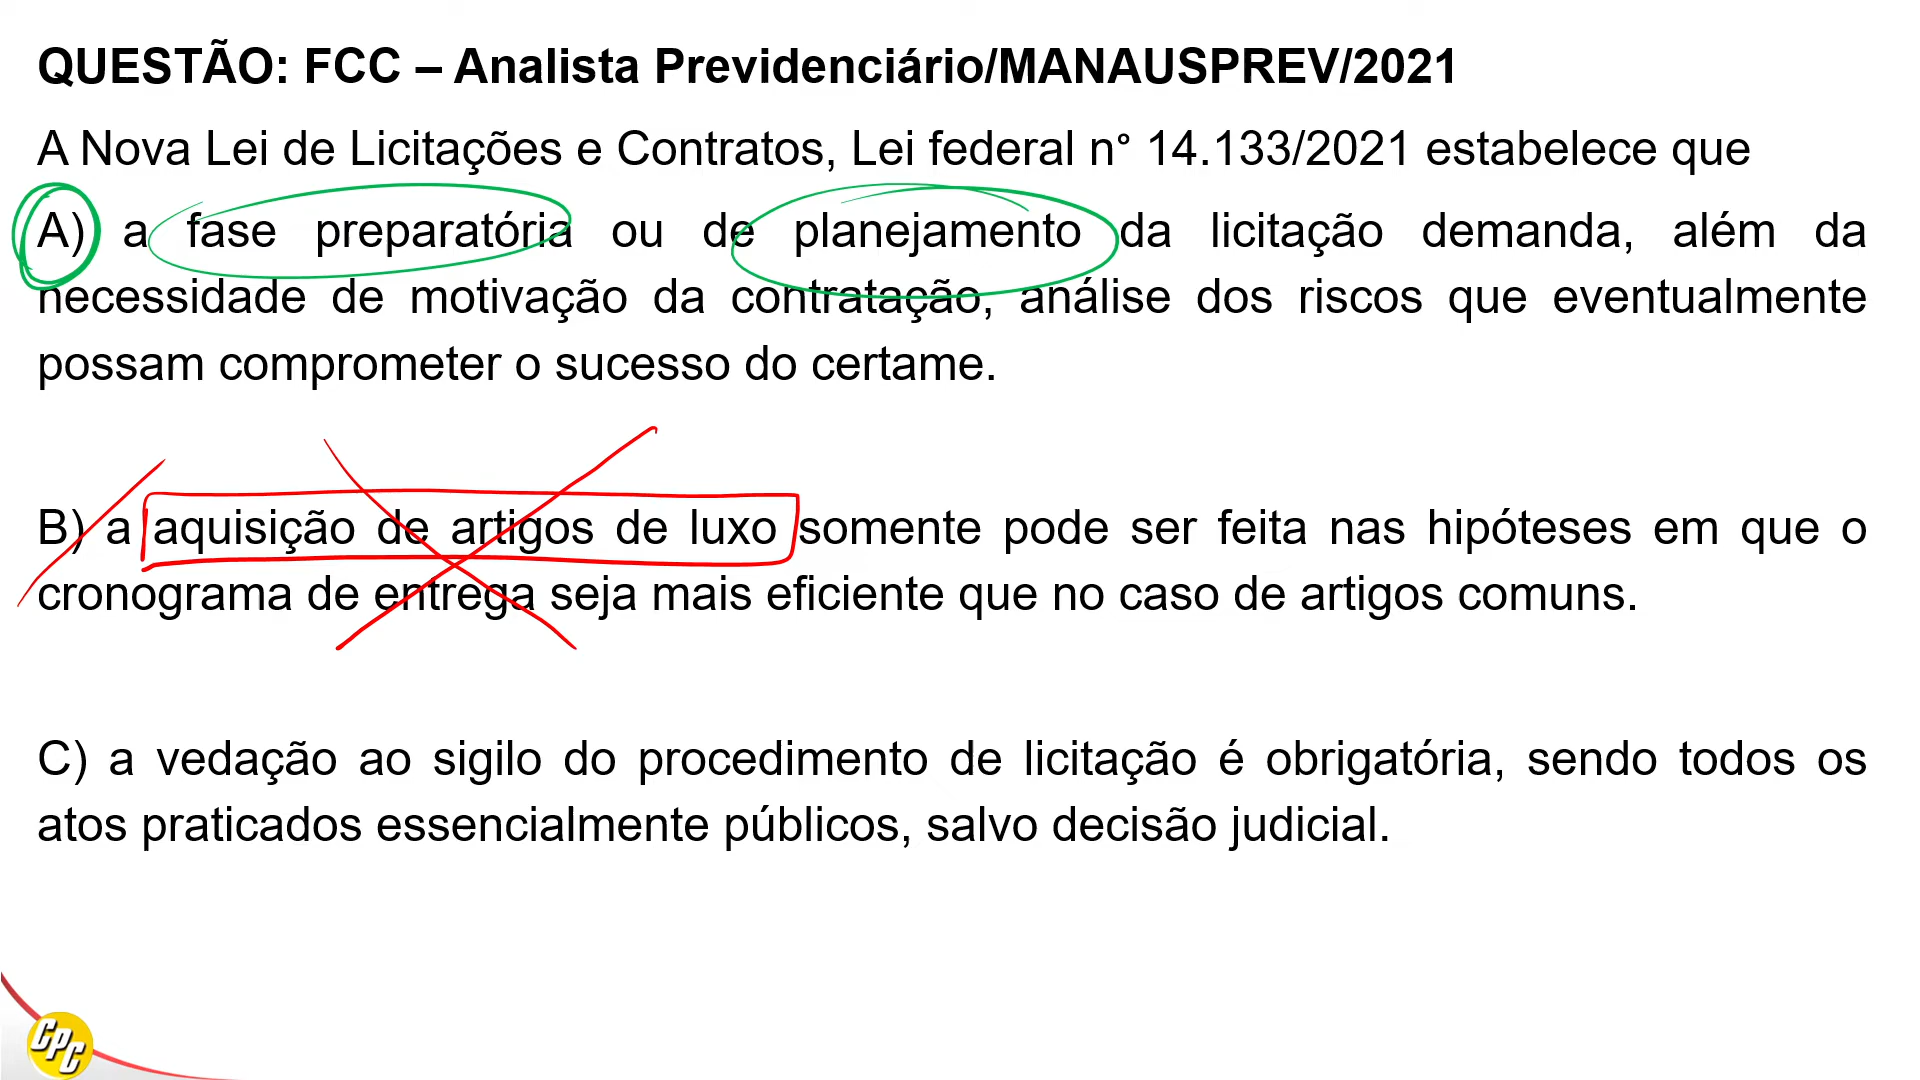 QUESTÃO: FCC – Analista Previdenciário/MANAUSPREV/2021
A Nova Lei de Licitações e Contratos, Lei federal n° 14.133/2021 estabelece que
A) a fase preparatória ou de planejamento da licitação demanda, além da
necessidade de motivação da contratação, análise dos riscos que eventualmente
possam comprometer o sucesso do certame.
B) a aquisição de artigos de luxo somente pode ser feita nas hipóteses em que o
cronograma de entrega seja mais eficiente que no caso de artigos comuns.
C) a vedação ao sigilo do procedimento de licitação é obrigatória, sendo todos os
atos praticados essencialmente públicos, salvo decisão judicial.
CPC